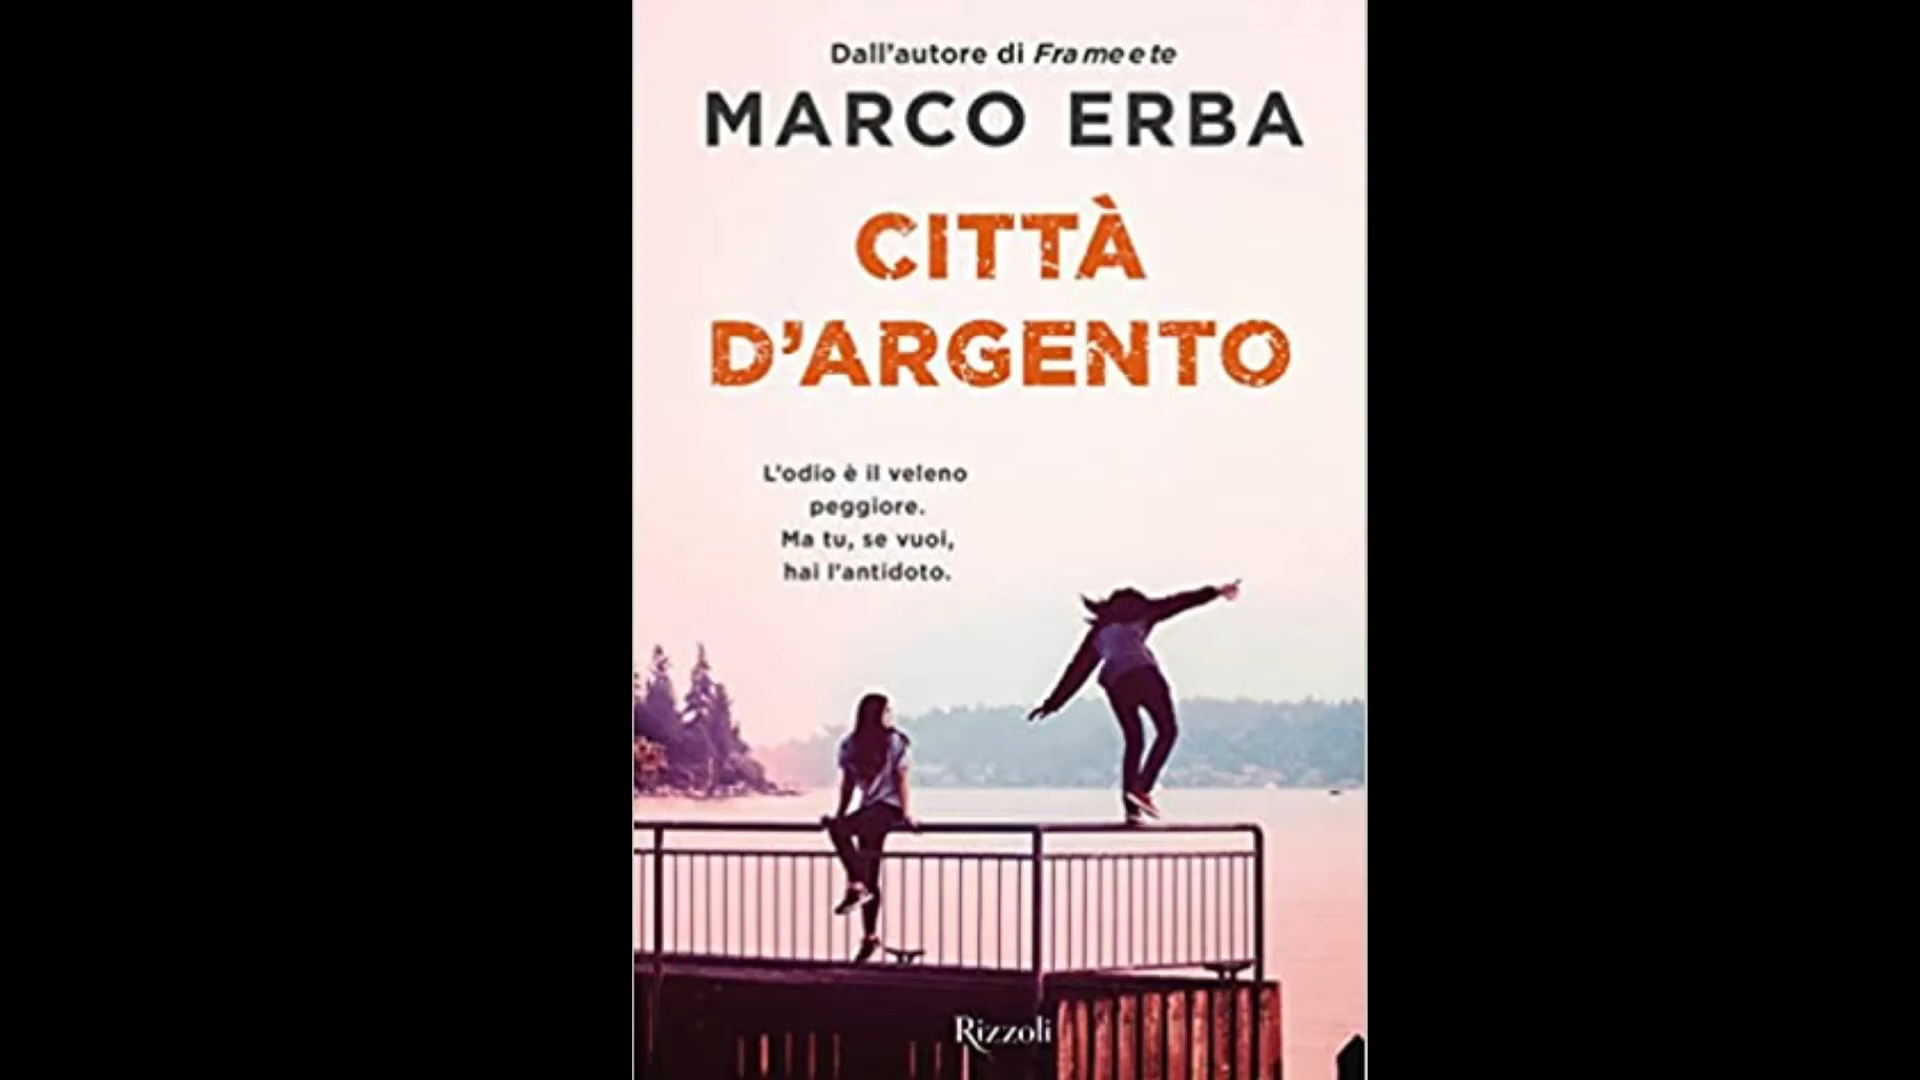 Dall'autore di Fra me e te
MARCO ERBA
CITTÀ
D'ARGENTO
L'odio è il veleno
peggiore.
Ma tu, se vuoi,
hai l'antidoto.
Rizzoli